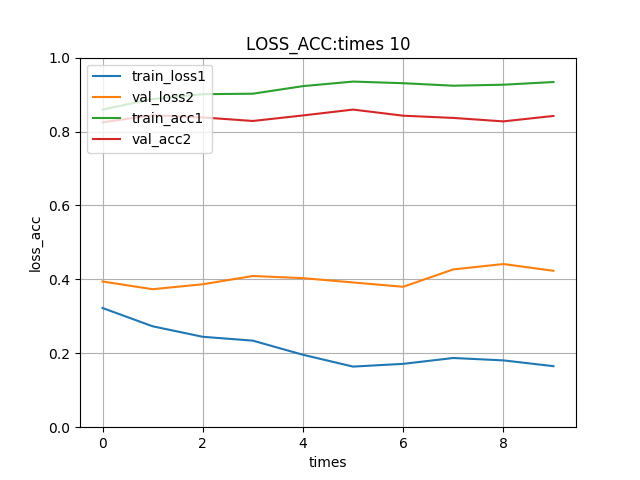 LOSS_ACC:times 10
train_loss1
val_loss2
train_acc1
val_acc2
1.0
0.8
0.6
0.4
0.2
0.0
loss_acc
0 2 4 6 8
times